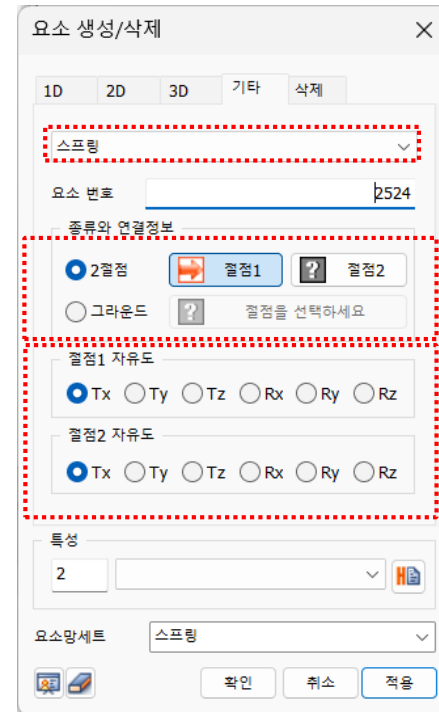 요소 생성/삭제
1D 2D 3D 기타 삭제
스프링
요소 번호 2524
종류와 연결정보
2절점 절점1 ? 절점2
그라운드 ? 절점을 선택하세요
절점1 자유도
Tx Ty Tz Rx Ry Rz
절점2 자유도
Tx Ty Tz Rx Ry Rz
특성
2
요소망세트 스프링
확인 취소 적용